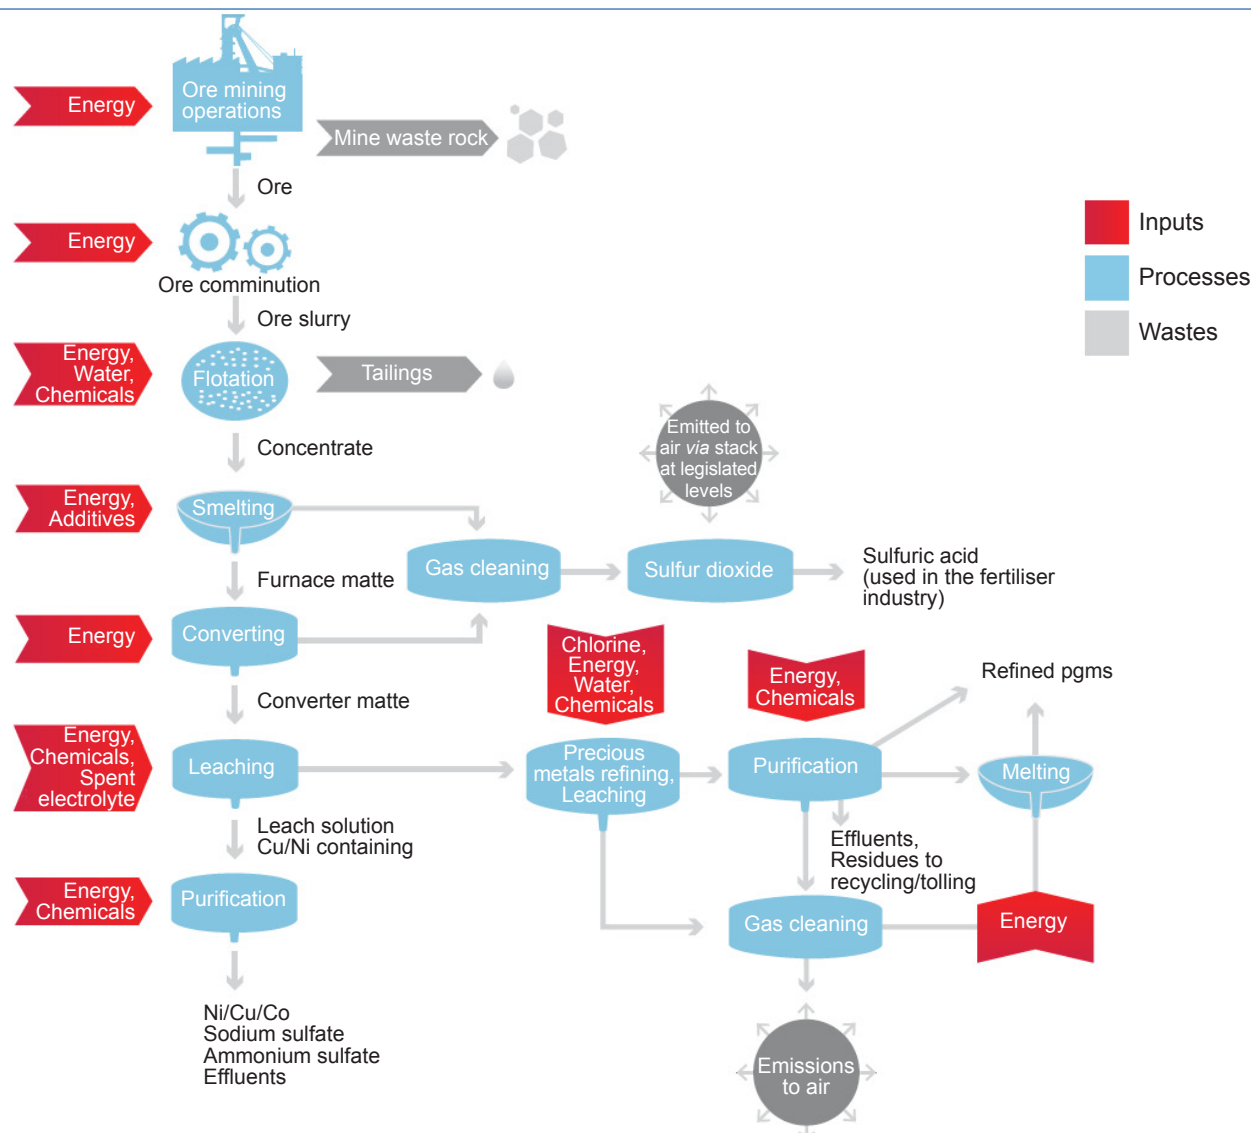 Energy
Ore mining
operations
Mine waste rock
Ore
Energy
Ore comminution
Ore slurry
Energy,
Water,
Chemicals
Flotation
Tailings
Concentrate
Energy,
Additives
Smelting
Furnace matte
Gas cleaning
Sulfur dioxide
Emitted to
air via stack
at legislated
levels
Sulfuric acid
(used in the fertiliser
industry)
Energy
Converting
Converter matte
Energy,
Chemicals,
Spent
electrolyte
Leaching
Chlorine,
Energy,
Water,
Chemicals
Precious
metals refining,
Leaching
Energy,
Chemicals
Purification
Refined pgms
Melting
Leach solution
Cu/Ni containing
Effluents,
Residues to
recycling/tolling
Energy,
Chemicals
Purification
Gas cleaning
Energy
Ni/Cu/Co
Sodium sulfate
Ammonium sulfate
Effluents
Emissions
to air
Inputs
Processes
Wastes